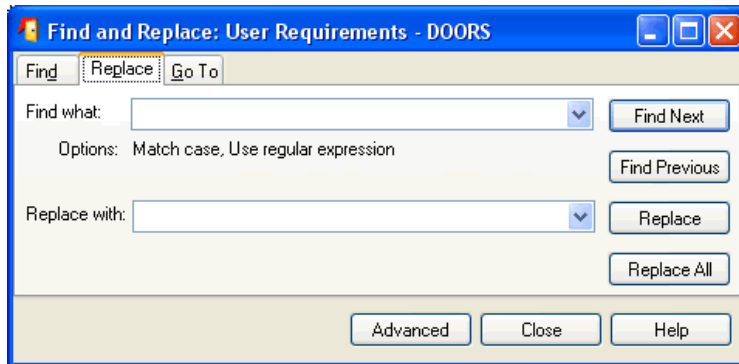 Find and Replace: User Requirements - DOORS
Find Replace Go To
Find what: Find Next
Options: Match case, Use regular expression
Find Previous
Replace with: Replace
Replace All
Advanced Close Help